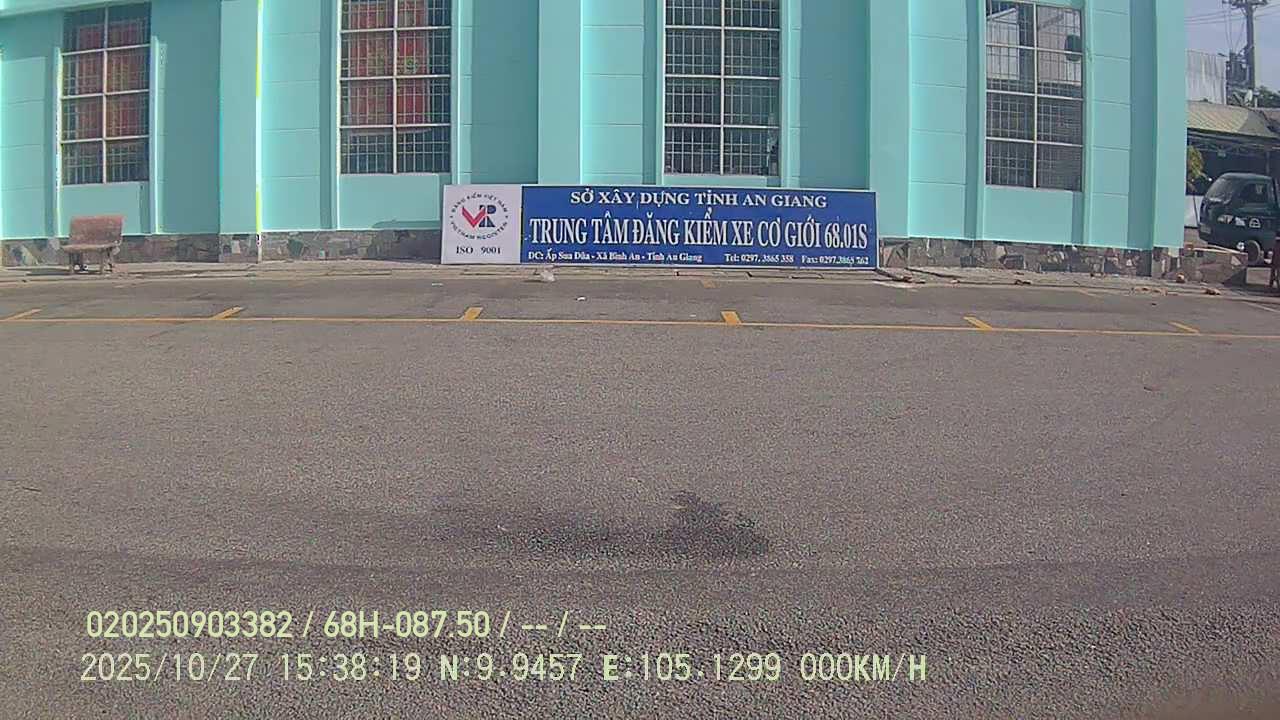 ĐĂNG KIỂM VIỆT NAM
VR
VIETNAM REGISTER
ISO 9001
SỞ XÂY DỰNG TỈNH AN GIANG
TRUNG TÂM ĐĂNG KIỂM XE CƠ GIỚI 68.01S
ĐC: Ấp Sua Đũa - Xã Bình An - Tỉnh An Giang Tel: 0297, 3865 358 Fax: 0297.3865 762
020250903382 / 68H-087.50 / -- / --
2025/10/27 15:38:19 N:9.9457 E:105.1299 000KM/H